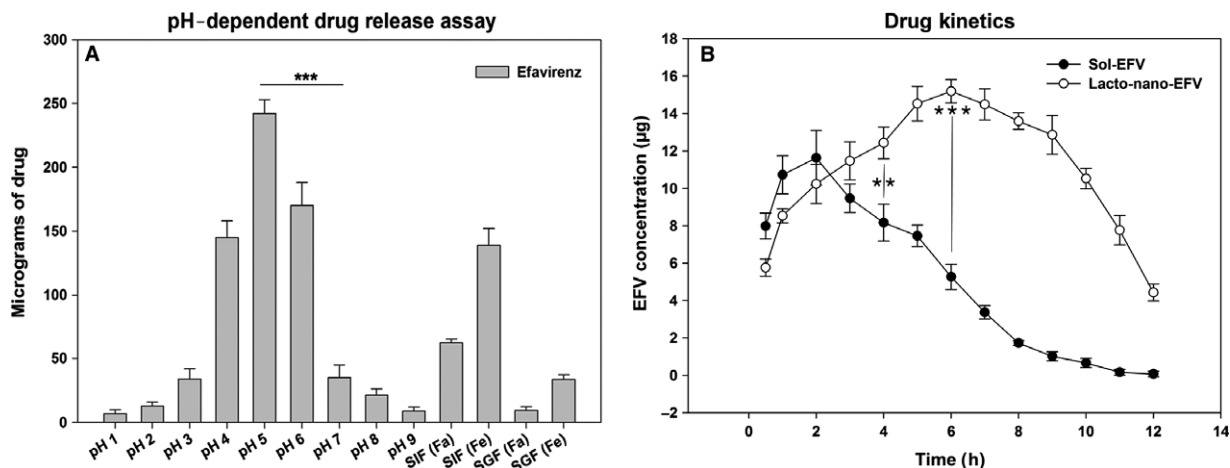 pH-dependent drug release assay
A
Efavirenz
***
300
250
200
150
100
50
0
Micrograms of drug
pH 1
pH 2
pH 3
pH 4
pH 5
pH 6
pH 7
pH 8
pH 9
SIF (Fa)
SIF (Fe)
SGF (Fa)
SGF (Fe)
Drug kinetics
B
Sol-EFV
Lacto-nano-EFV
***
**
18
16
14
12
10
8
6
4
2
0
−2
EFV concentration (µg)
0 2 4 6 8 10 12 14
Time (h)